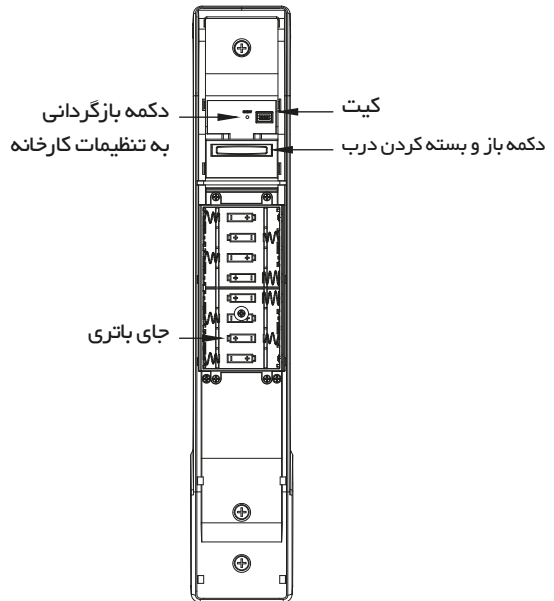 کیت
دکمه بازگردانی
به تنظیمات کارخانه
دکمه باز و بسته کردن درب
جای باتری